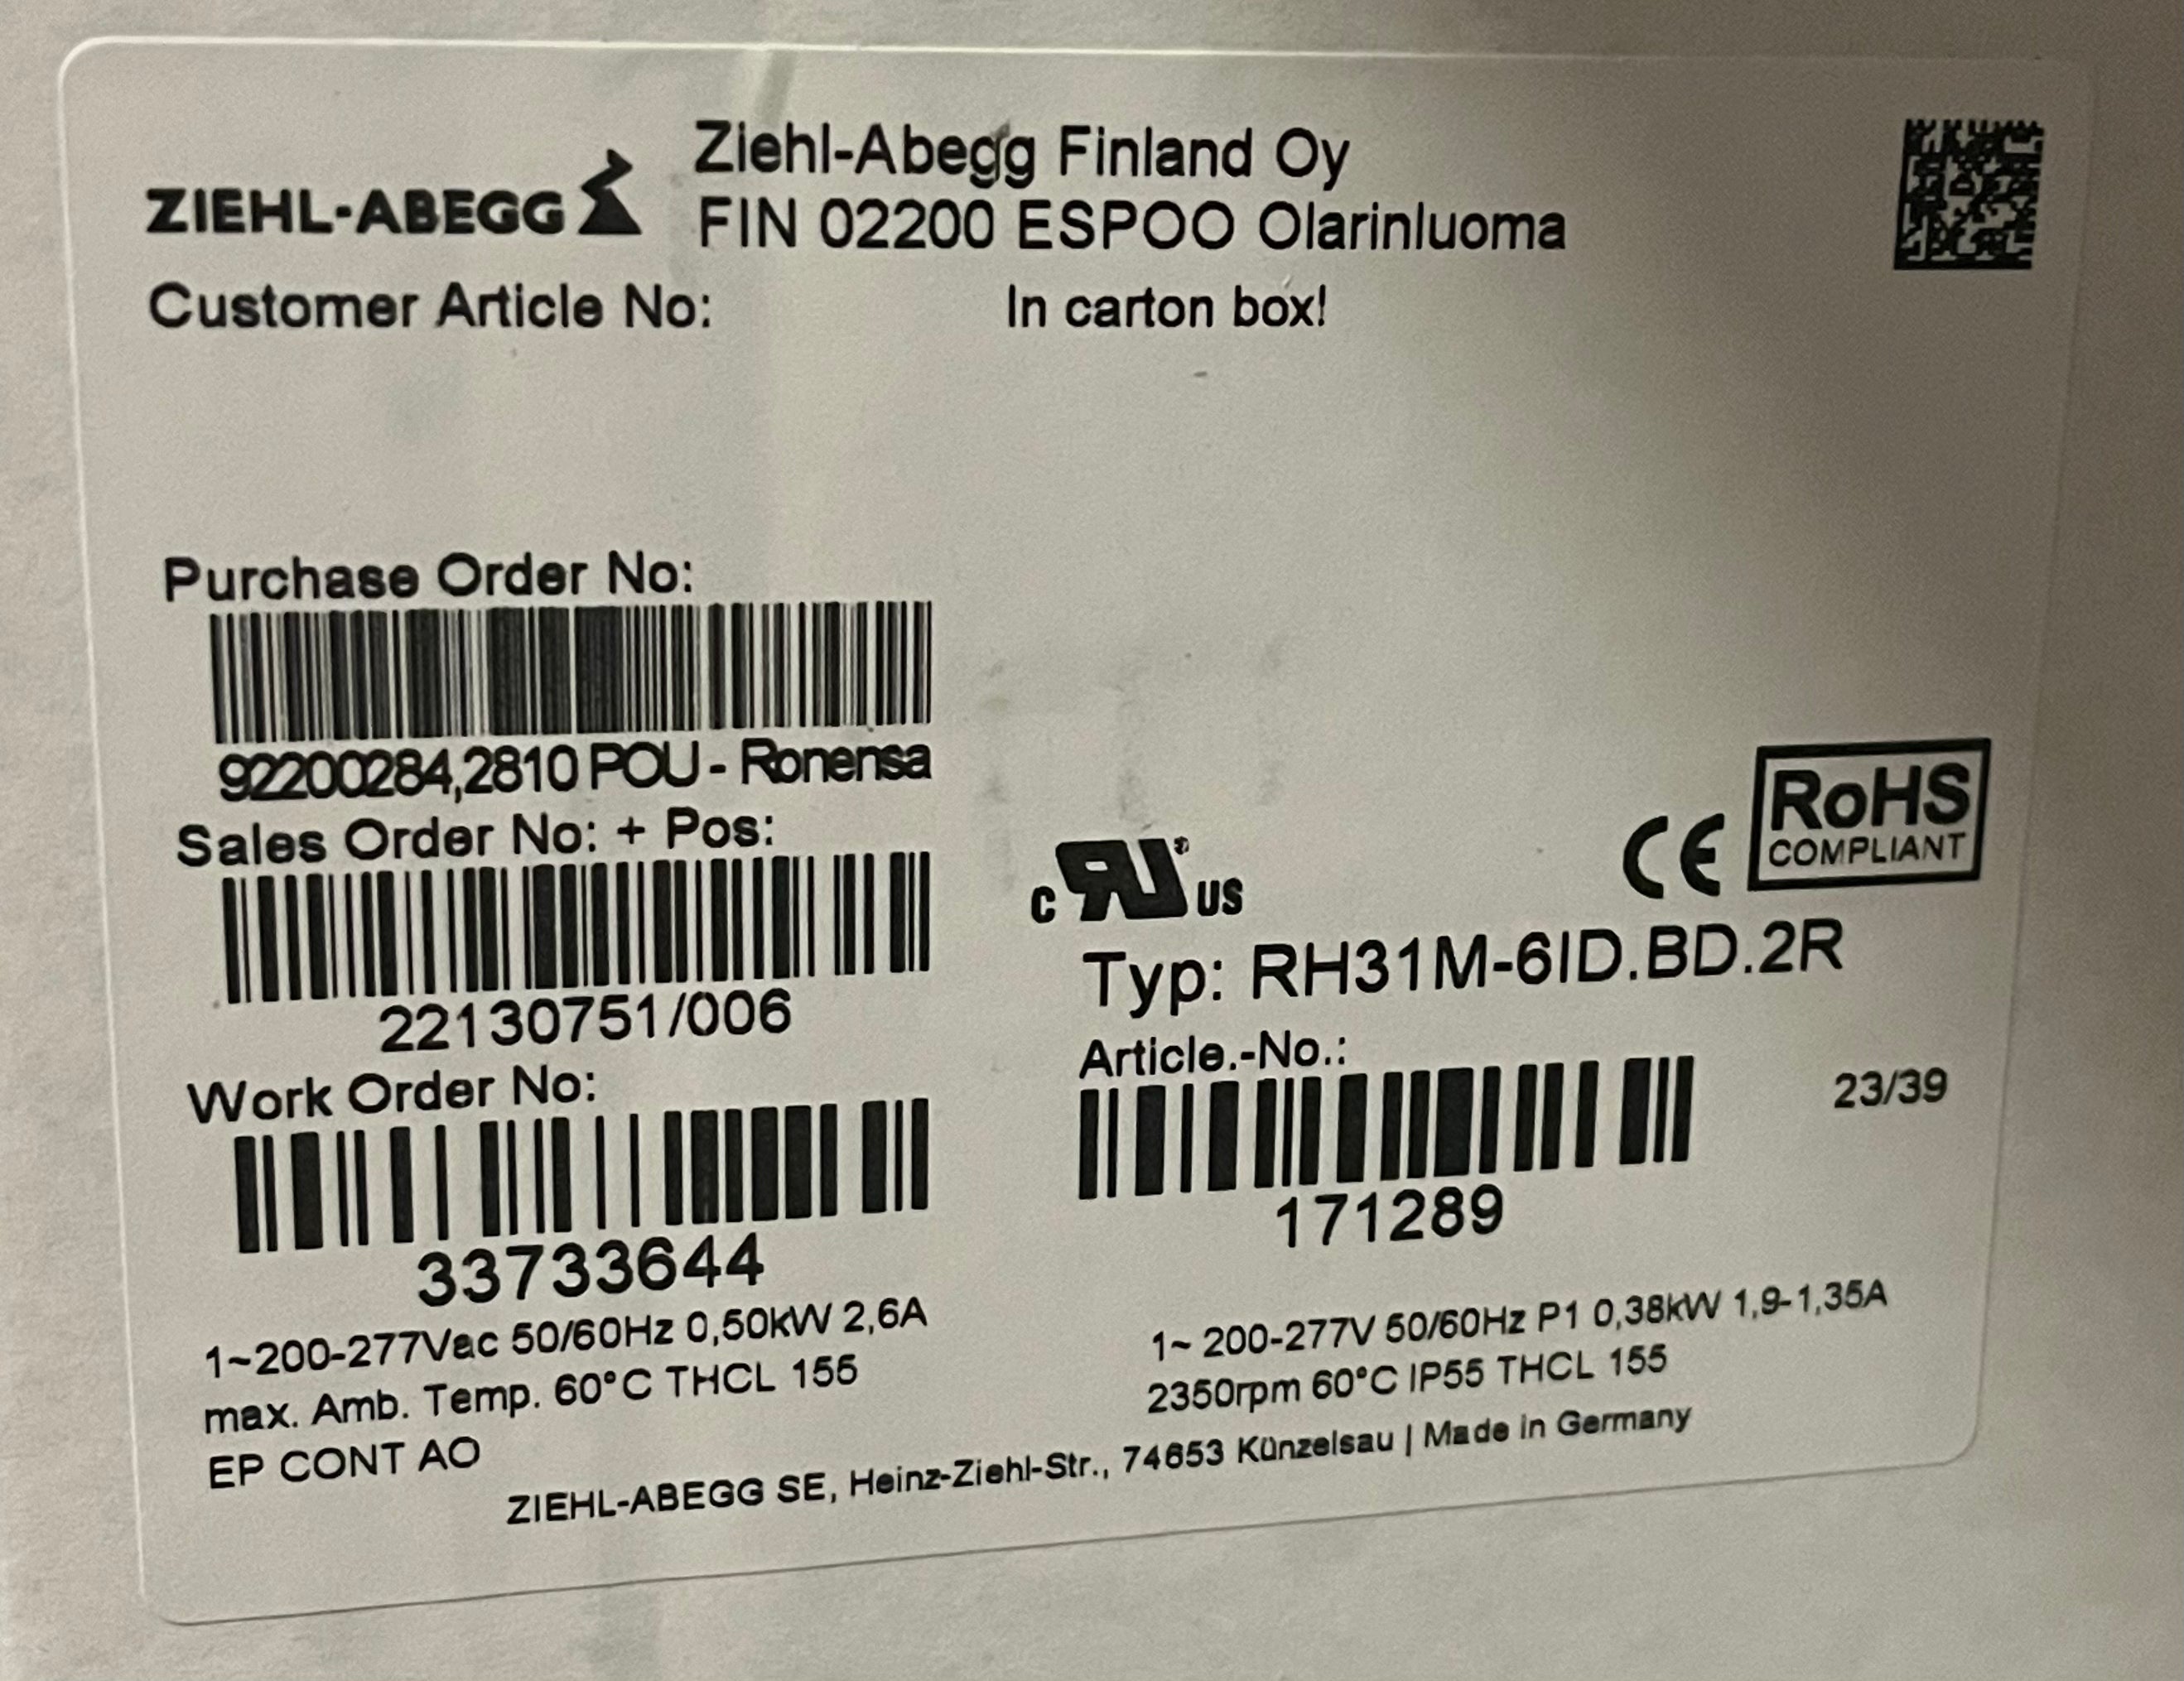 ZIEHL-ABEGG
Ziehl-Abegg Finland Oy
FIN 02200 ESPOO Olarinluoma
Customer Article No:
In carton box!
Purchase Order No:
92200284,2810 POU - Ronensa
Sales Order No: + Pos:
22130751/006
Work Order No:
33733644
1~200-277Vac 50/60Hz 0,50kW 2,6A
max. Amb. Temp. 60°C THCL 155
EP CONT AO
c RU ® US
CE
RoHS
COMPLIANT
Typ: RH31M-6ID.BD.2R
Article.-No.:
171289
23/39
1~ 200-277V 50/60Hz P1 0,38kW 1,9-1,35A
2350rpm 60°C IP55 THCL 155
ZIEHL-ABEGG SE, Heinz-Ziehl-Str., 74653 Künzelsau | Made in Germany